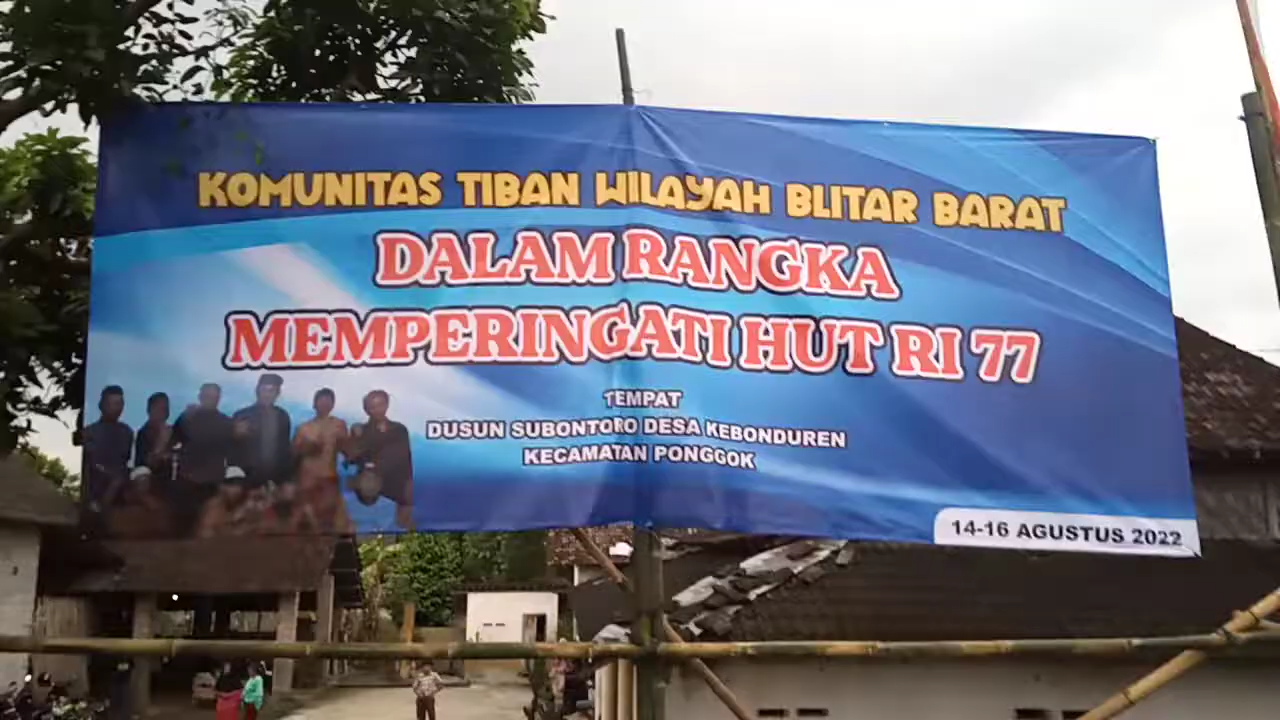 KOMUNITAS TIBAN WILAYAH BLITAR BARAT
DALAM RANGKA
MEMPERINGATI HUT RI 77
TEMPAT
DUSUN SUBONTORO DESA KEBONDUREN
KECAMATAN PONGGOK
14-16 AGUSTUS 2022